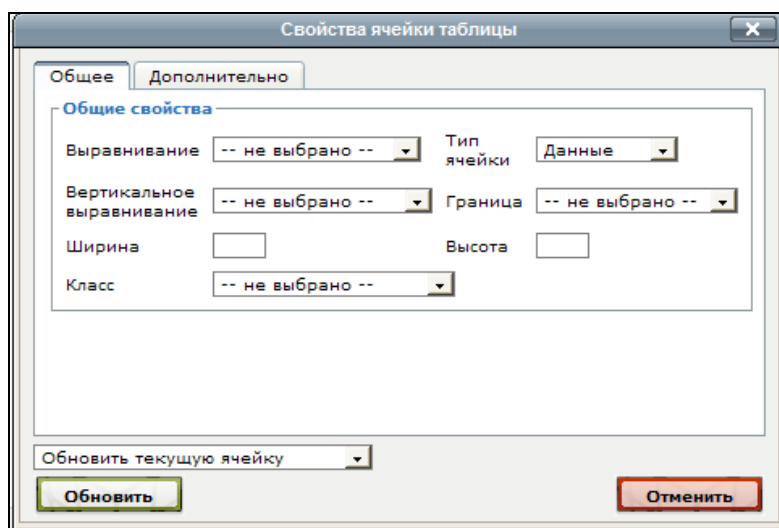 Свойства ячейки таблицы
Общее Дополнительно
Общие свойства
Выравнивание -- не выбрано -- Тип ячейки Данные
Вертикальное выравнивание -- не выбрано -- Граница -- не выбрано --
Ширина Высота
Класс -- не выбрано --
Обновить текущую ячейку
Обновить Отменить